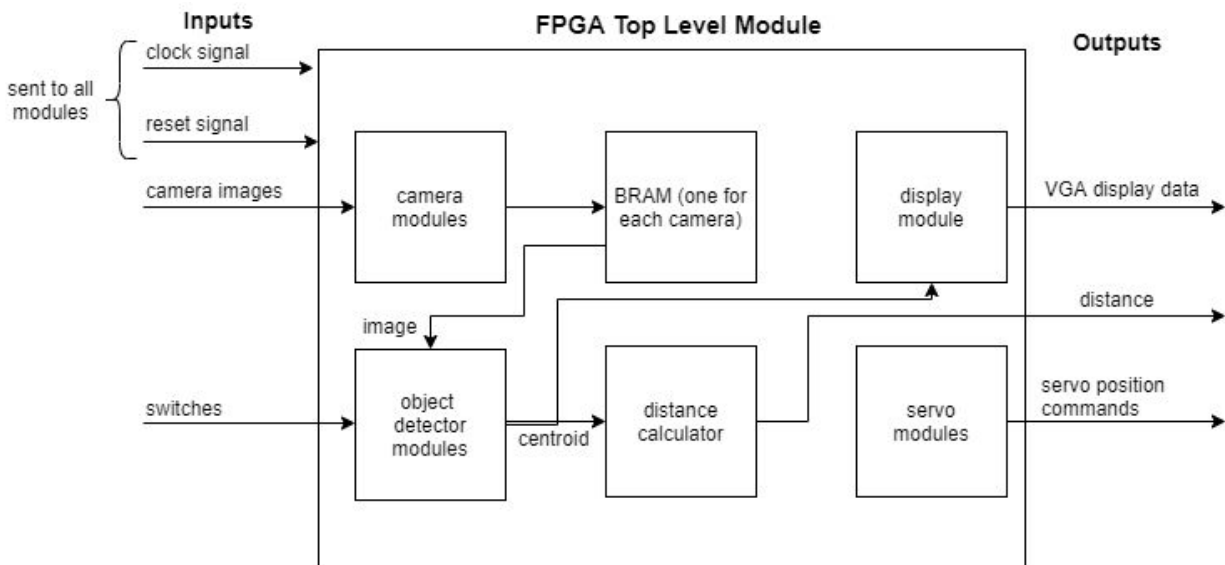 Inputs
FPGA Top Level Module
Outputs
clock signal
sent to all
modules
reset signal
camera images
camera
modules
BRAM (one for
each camera)
display
module
VGA display data
distance
image
switches
object
detector
modules
centroid
distance
calculator
servo
modules
servo position
commands